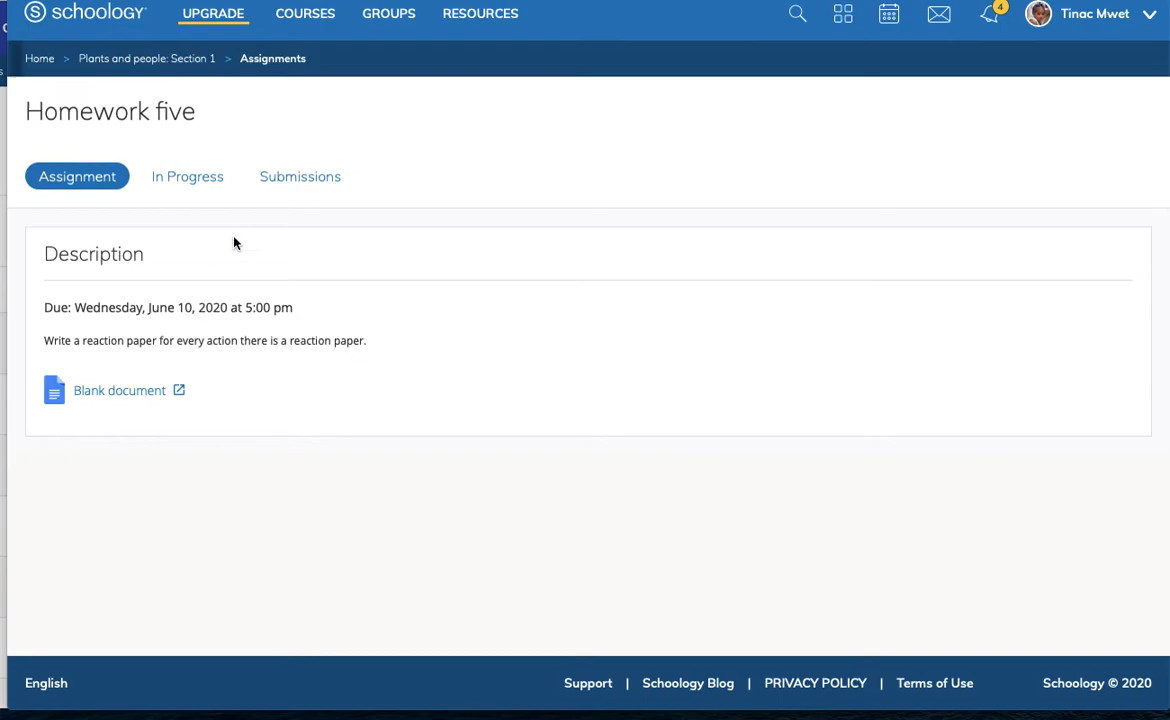 schoology UPGRADE COURSES GROUPS RESOURCES 4 Tinac Mwet
Home > Plants and people: Section 1 > Assignments
Homework five
Assignment In Progress Submissions
Description
Due: Wednesday, June 10, 2020 at 5:00 pm
Write a reaction paper for every action there is a reaction paper.
Blank document
English Support | Schoology Blog | PRIVACY POLICY | Terms of Use Schoology © 2020